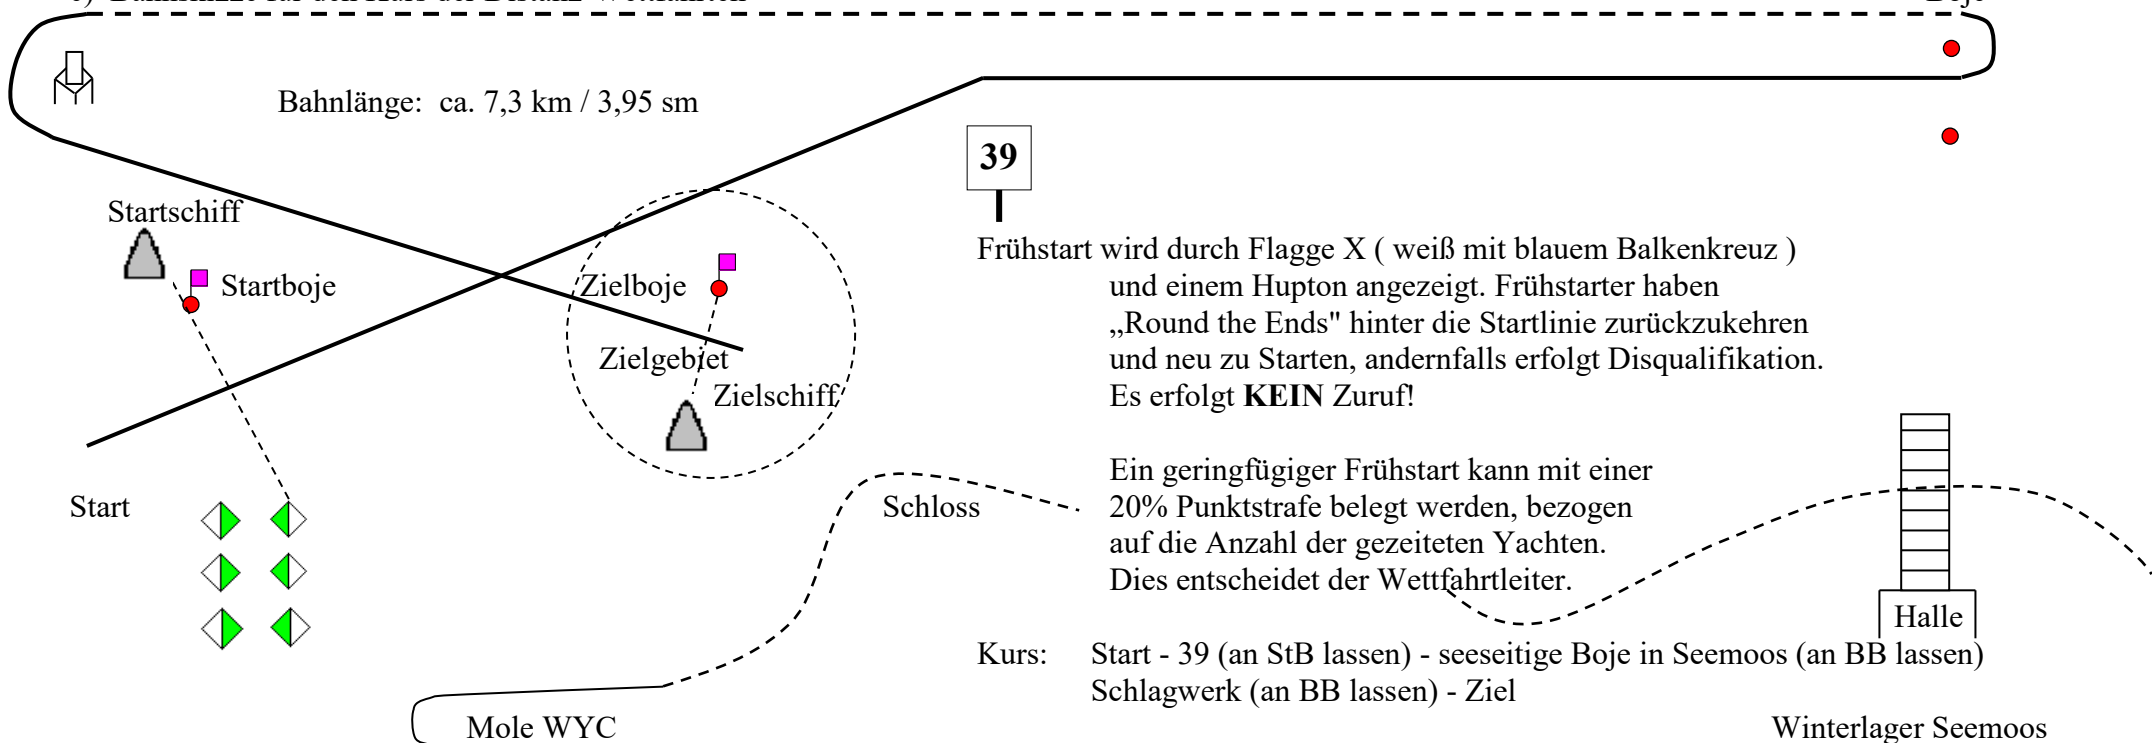 Bahnlänge: ca. 7,3 km / 3,95 sm
39
Startschiff
Startboje
Zielboje
Zielgebiet
Zielschiff
Frühstart wird durch Flagge X ( weiß mit blauem Balkenkreuz )
und einem Hupton angezeigt. Frühstarter haben
„Round the Ends" hinter die Startlinie zurückzukehren
und neu zu Starten, andernfalls erfolgt Disqualifikation.
Es erfolgt KEIN Zuruf!
Start
Schloss
Ein geringfügiger Frühstart kann mit einer
20% Punktstrafe belegt werden, bezogen
auf die Anzahl der gezeiteten Yachten.
Dies entscheidet der Wettfahrtleiter.
Halle
Kurs: Start - 39 (an StB lassen) - seeseitige Boje in Seemoos (an BB lassen)
Schlagwerk (an BB lassen) - Ziel
Mole WYC
Winterlager Seemoos